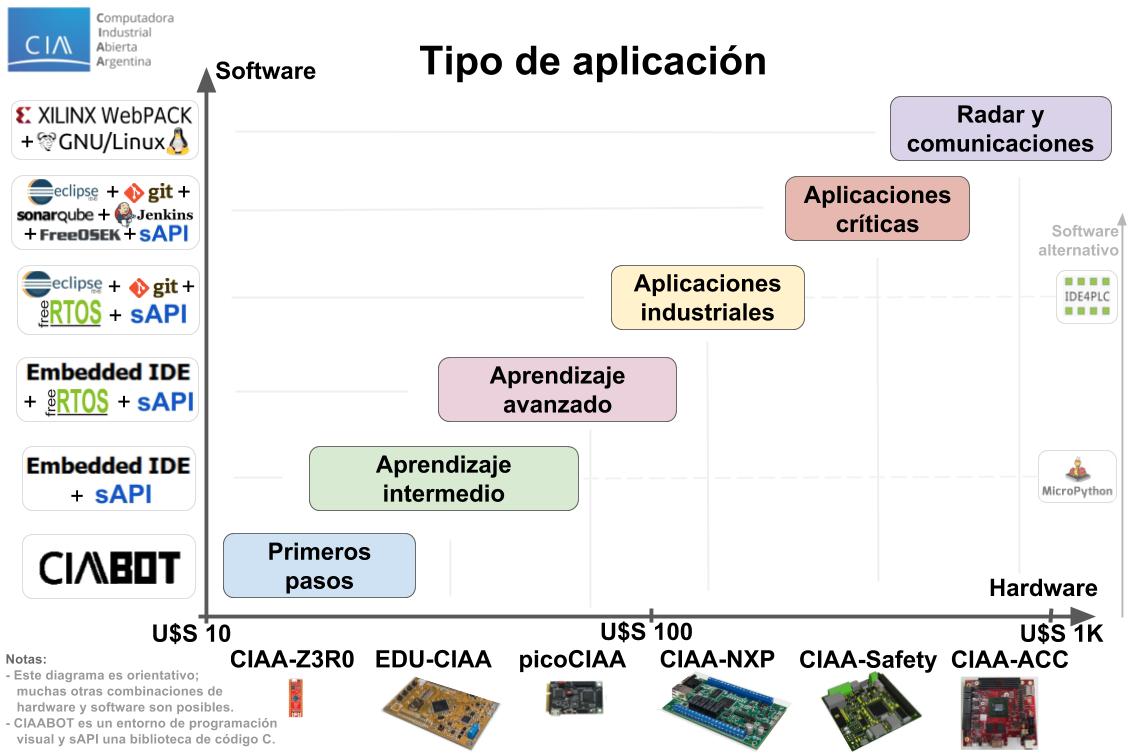 CIAA
Computadora
Industrial
Abierta
Argentina
Tipo de aplicación
Software
XILINX WebPACK
+ GNU/Linux
Radar y
comunicaciones
eclipse + git +
sonarqube + Jenkins
+ FreeOSEK + sAPI
Aplicaciones
críticas
Software
alternativo
eclipse + git +
freeRTOS + sAPI
Aplicaciones
industriales
IDE4PLC
Embedded IDE
+ freeRTOS + sAPI
Aprendizaje
avanzado
Embedded IDE
+ sAPI
Aprendizaje
intermedio
MicroPython
CIAABOT
Primeros
pasos
Hardware
U$S 10
U$S 100
U$S 1K
CIAA-Z3R0
EDU-CIAA
picoCIAA
CIAA-NXP
CIAA-Safety
CIAA-ACC
Notas:
- Este diagrama es orientativo;
muchas otras combinaciones de
hardware y software son posibles.
- CIAABOT es un entorno de programación
visual y sAPI una biblioteca de código C.